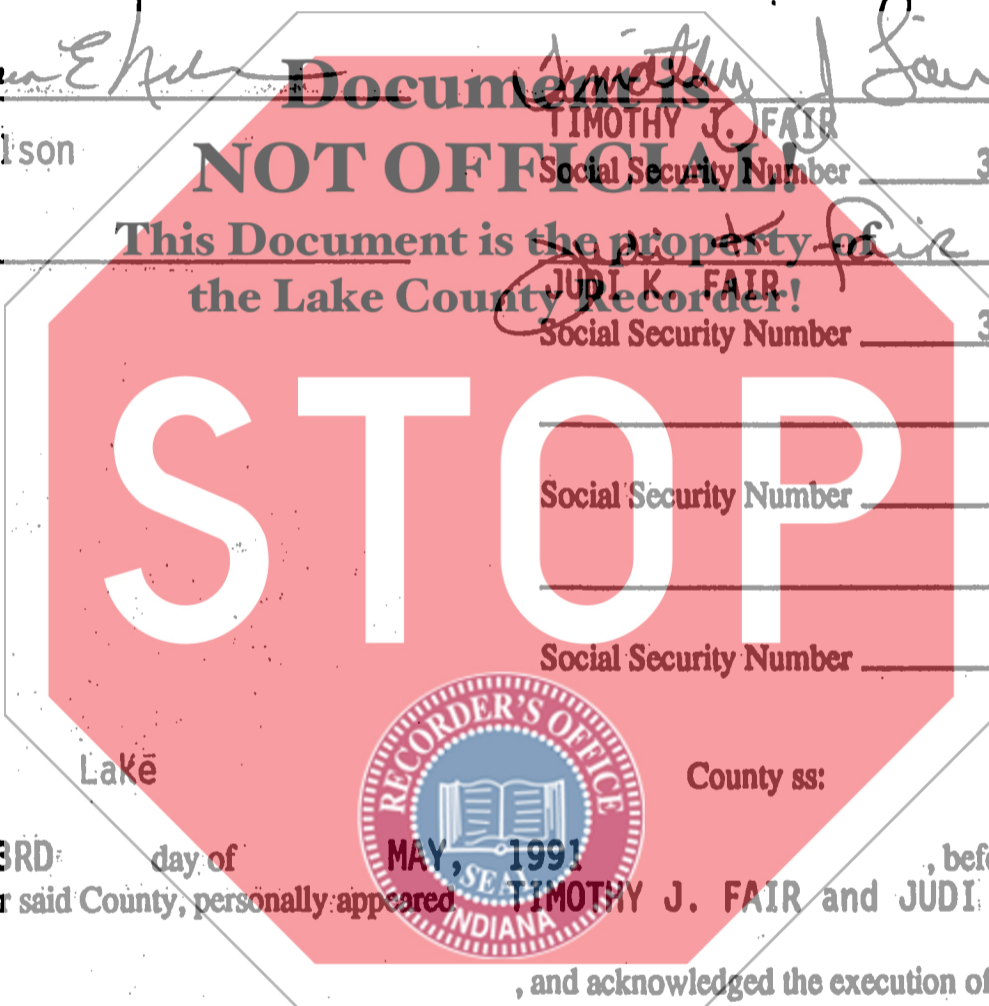 TIMOTHY J. FAIR
lson
Document is
NOT OFFICIAL!
Social Security Number 3
This Document is the property of
the Lake County Recorder!
JUDI K. FAIR
Social Security Number 3
STOP
Social Security Number
Social Security Number
RECORDER'S OFFICE
SEAL
INDIANA
Lake County ss:
3RD day of MAY, 1991, befo
r said County, personally appeared TIMOTHY J. FAIR and JUDI
, and acknowledged the execution of